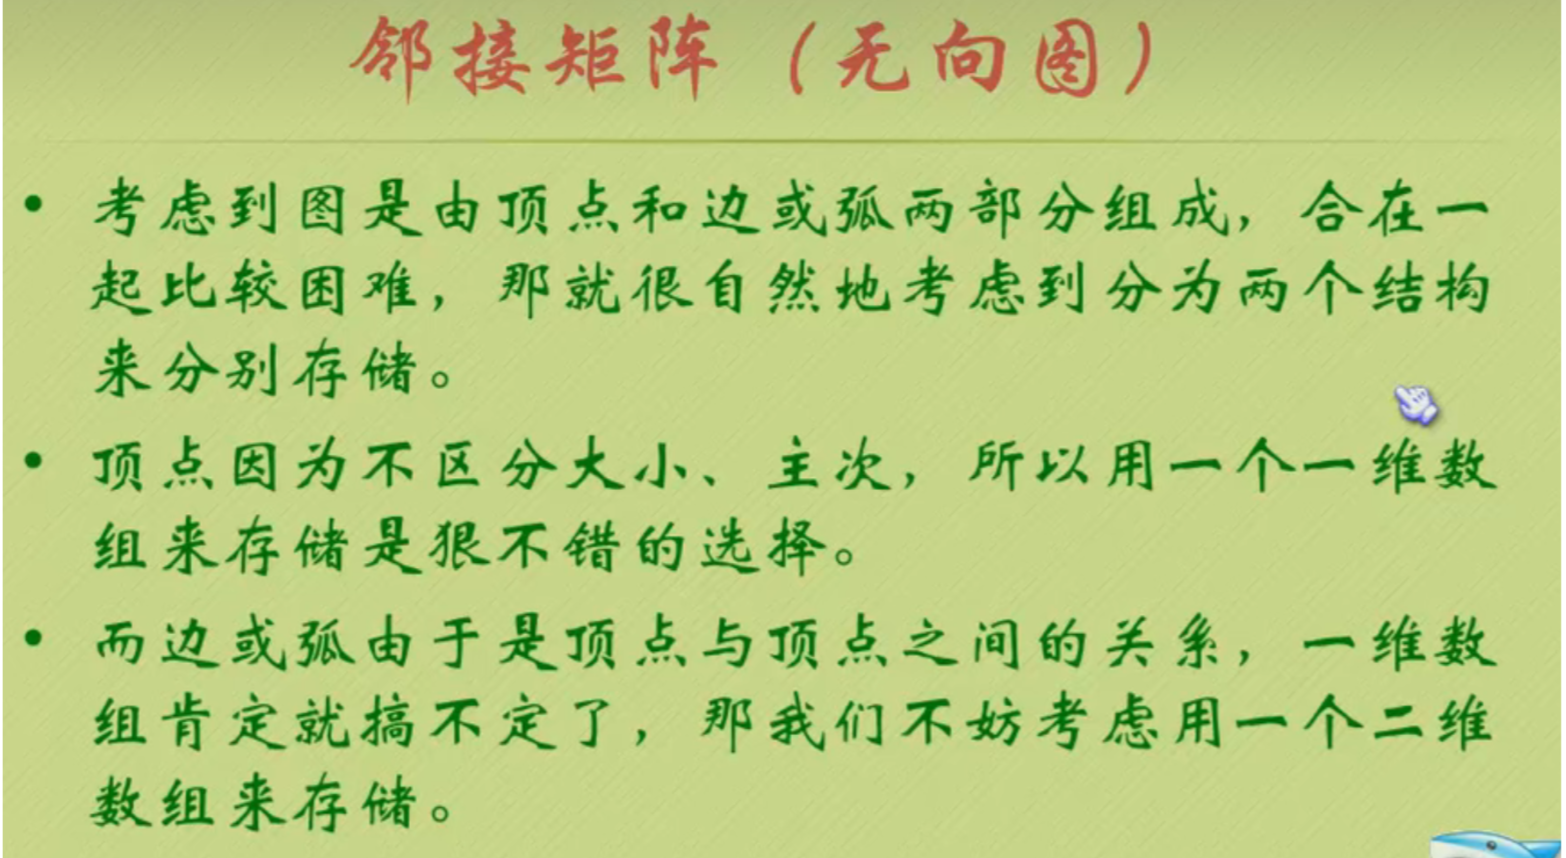 邻接矩阵（无向图）
• 考虑到图是由顶点和边或弧两部分组成，合在一
起比较困难，那就很自然地考虑到分为两个结构
来分别存储。
• 顶点因为不区分大小、主次，所以用一个一维数
组来存储是狠不错的选择。
• 而边或弧由于是顶点与顶点之间的关系，一维数
组肯定就搞不定了，那我们不妨考虑用一个二维
数组来存储。